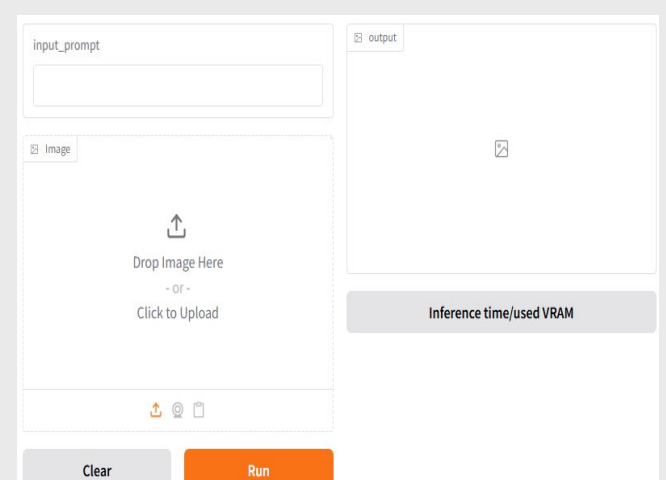 input_prompt
Image
Drop Image Here
- or -
Click to Upload
Clear
Run
output
Inference time/used VRAM